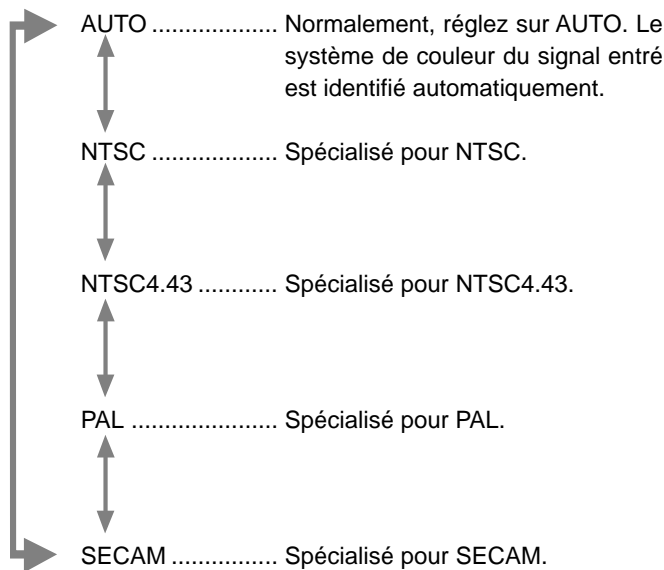 AUTO ................... Normalement, réglez sur AUTO. Le
système de couleur du signal entré
est identifié automatiquement.
NTSC ................... Spécialisé pour NTSC.
NTSC4.43 ............ Spécialisé pour NTSC4.43.
PAL ...................... Spécialisé pour PAL.
SECAM ................ Spécialisé pour SECAM.